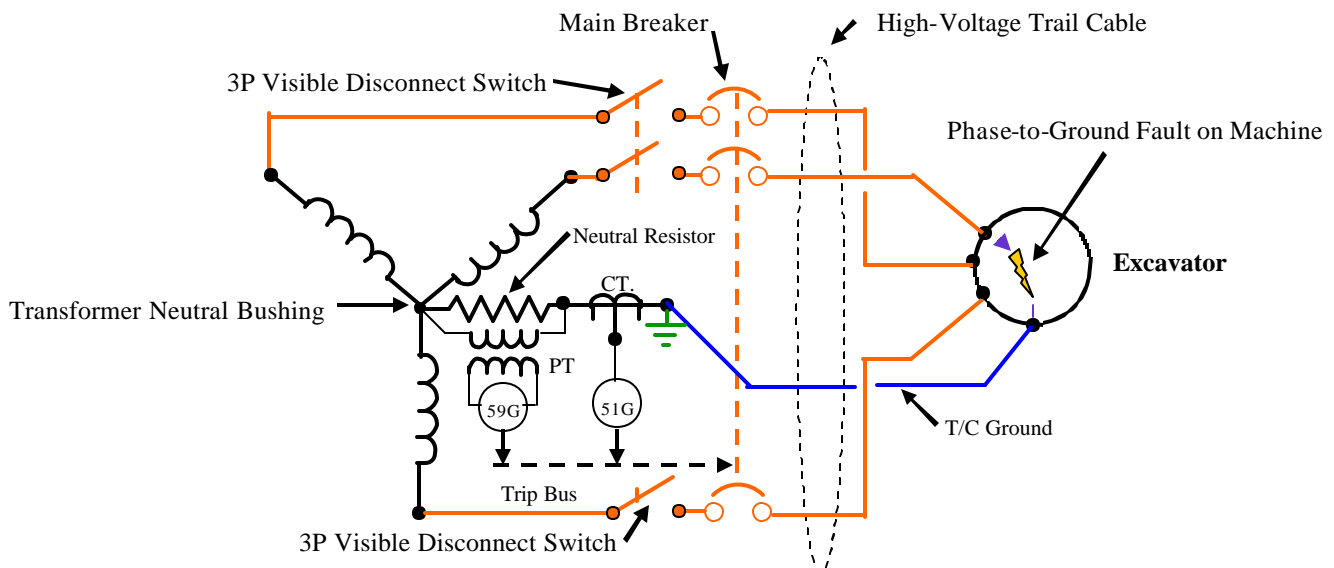 Main Breaker
High-Voltage Trail Cable
3P Visible Disconnect Switch
Phase-to-Ground Fault on Machine
Neutral Resistor
Excavator
CT.
Transformer Neutral Bushing
PT
59G
51G
T/C Ground
Trip Bus
3P Visible Disconnect Switch